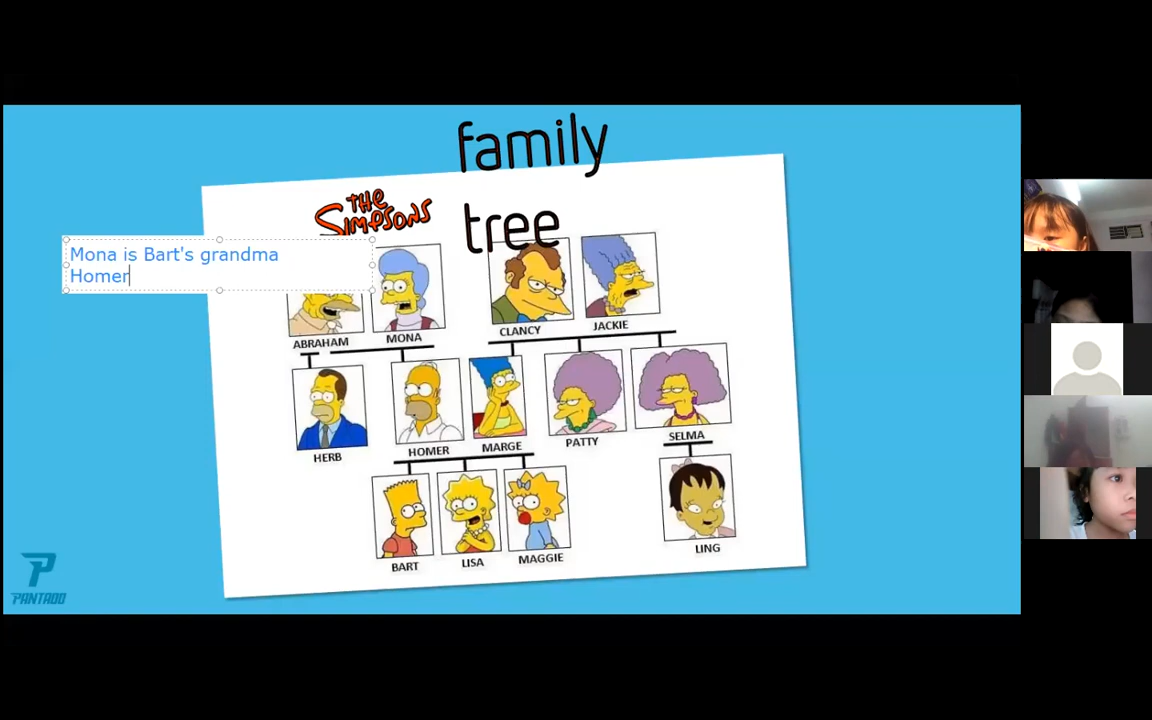 family
tree
THE
SIMPSONS
Mona is Bart's grandma
Homer
ABRAHAM
MONA
CLANCY
JACKIE
HERB
HOMER
MARGE
PATTY
SELMA
BART
LISA
MAGGIE
LING
PANTADO